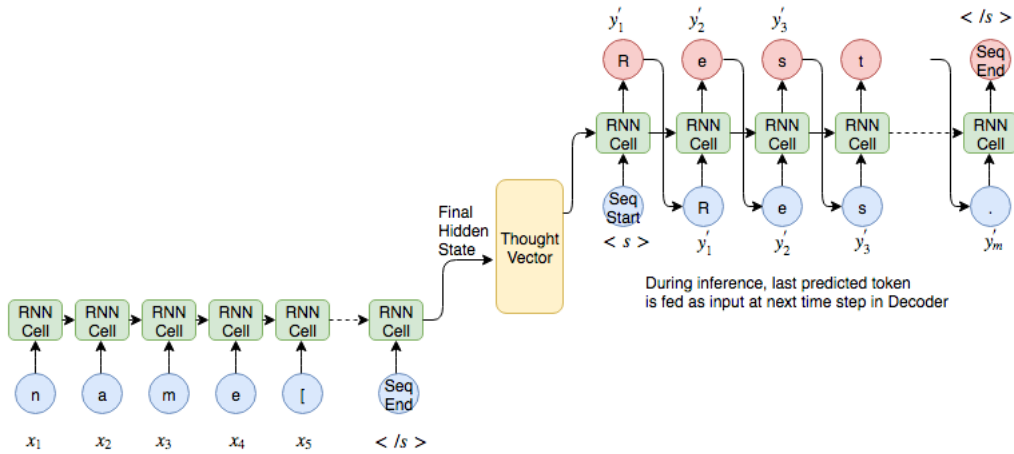 y'₁ y'₂ y'₃ < /s >
R e s t Seq End
RNN Cell RNN Cell RNN Cell RNN Cell RNN Cell
Seq Start R e s .
< s > y'₁ y'₂ y'₃ y'ₘ
Final
Hidden
State
Thought
Vector
During inference, last predicted token
is fed as input at next time step in Decoder
RNN Cell RNN Cell RNN Cell RNN Cell RNN Cell RNN Cell
n a m e [ Seq End
x₁ x₂ x₃ x₄ x₅ < /s >